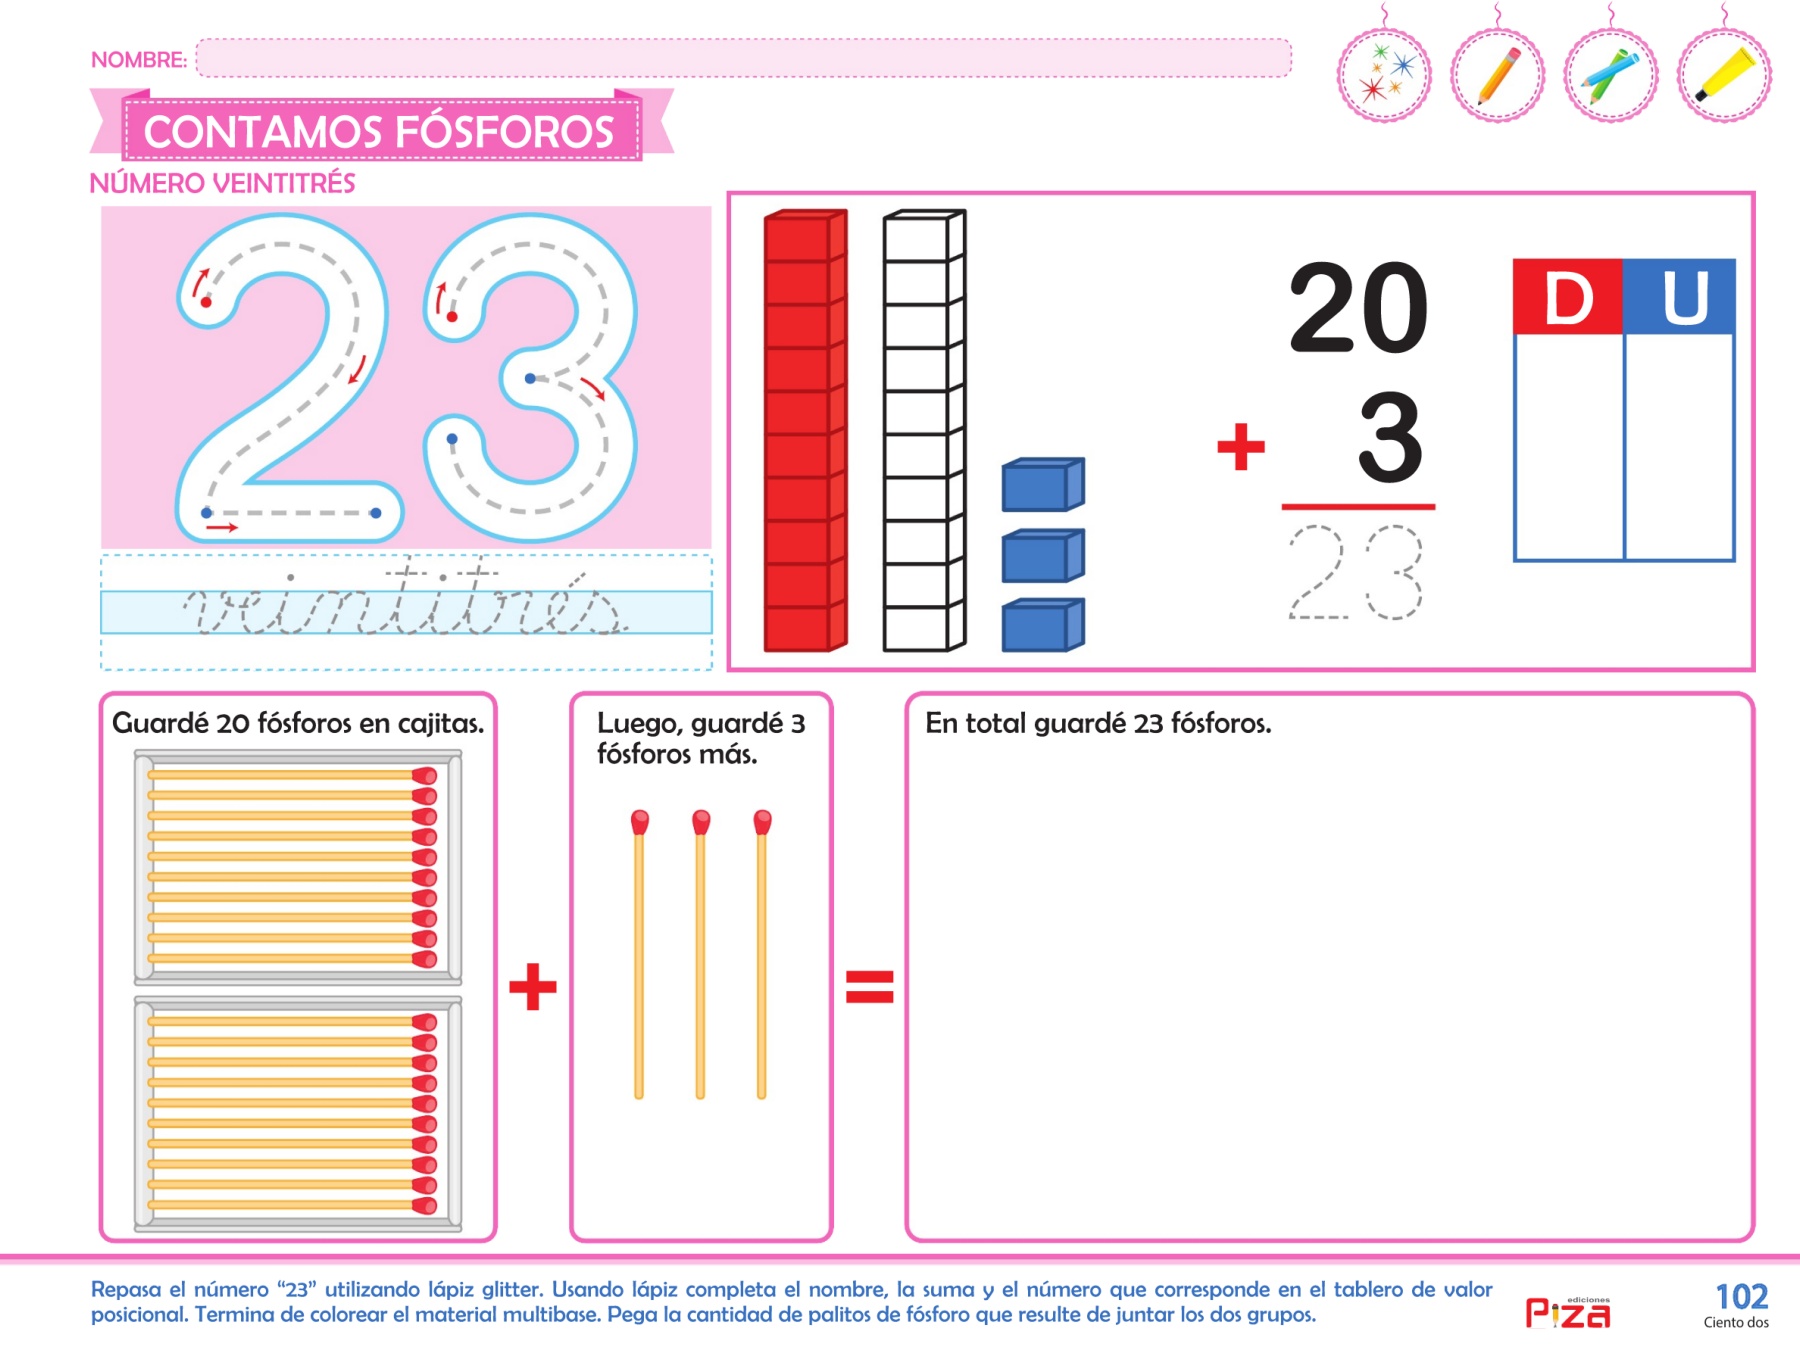 NOMBRE:
CONTAMOS FÓSFOROS
NÚMERO VEINTITRÉS
23
veintitrés
20
+ 3
23
D U
Guardé 20 fósforos en cajitas.
+
Luego, guardé 3
fósforos más.
=
En total guardé 23 fósforos.
Repasa el número “23” utilizando lápiz glitter. Usando lápiz completa el nombre, la suma y el número que corresponde en el tablero de valor
posicional. Termina de colorear el material multibase. Pega la cantidad de palitos de fósforo que resulte de juntar los dos grupos.
ediciones
Piza
102
Ciento dos